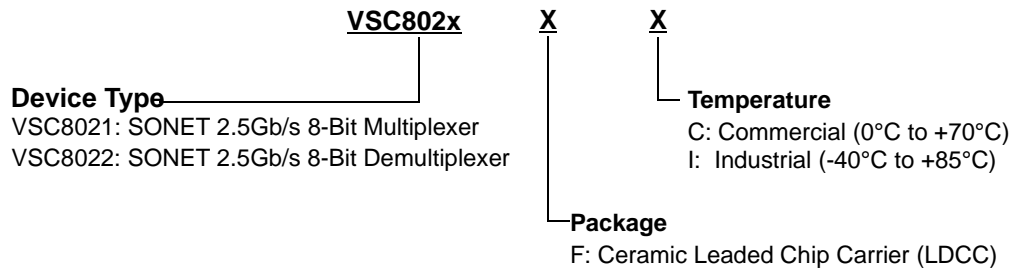 VSC802x X X
Device Type
VSC8021: SONET 2.5Gb/s 8-Bit Multiplexer
VSC8022: SONET 2.5Gb/s 8-Bit Demultiplexer
Temperature
C: Commercial (0°C to +70°C)
I: Industrial (-40°C to +85°C)
Package
F: Ceramic Leaded Chip Carrier (LDCC)